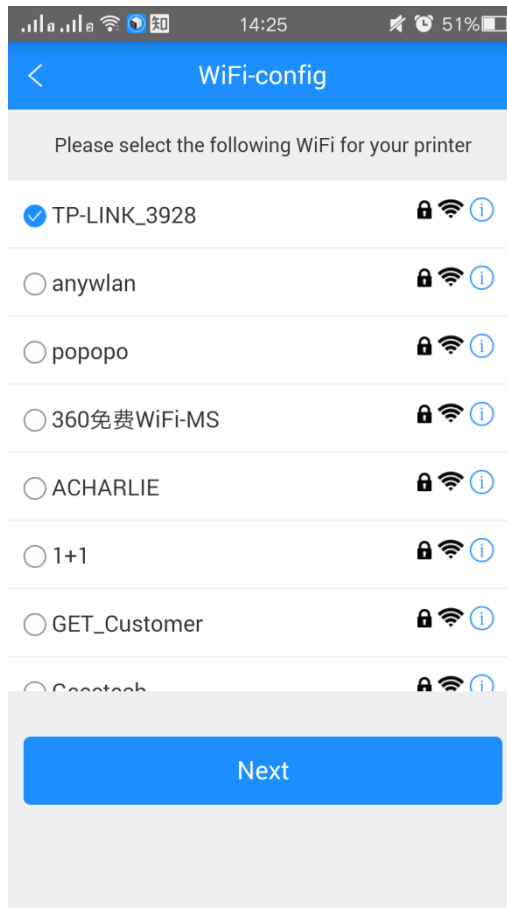 14:25
51%
WiFi-config
Please select the following WiFi for your printer
TP-LINK_3928
anywlan
popopo
360免费WiFi-MS
ACHARLIE
1+1
GET_Customer
Next